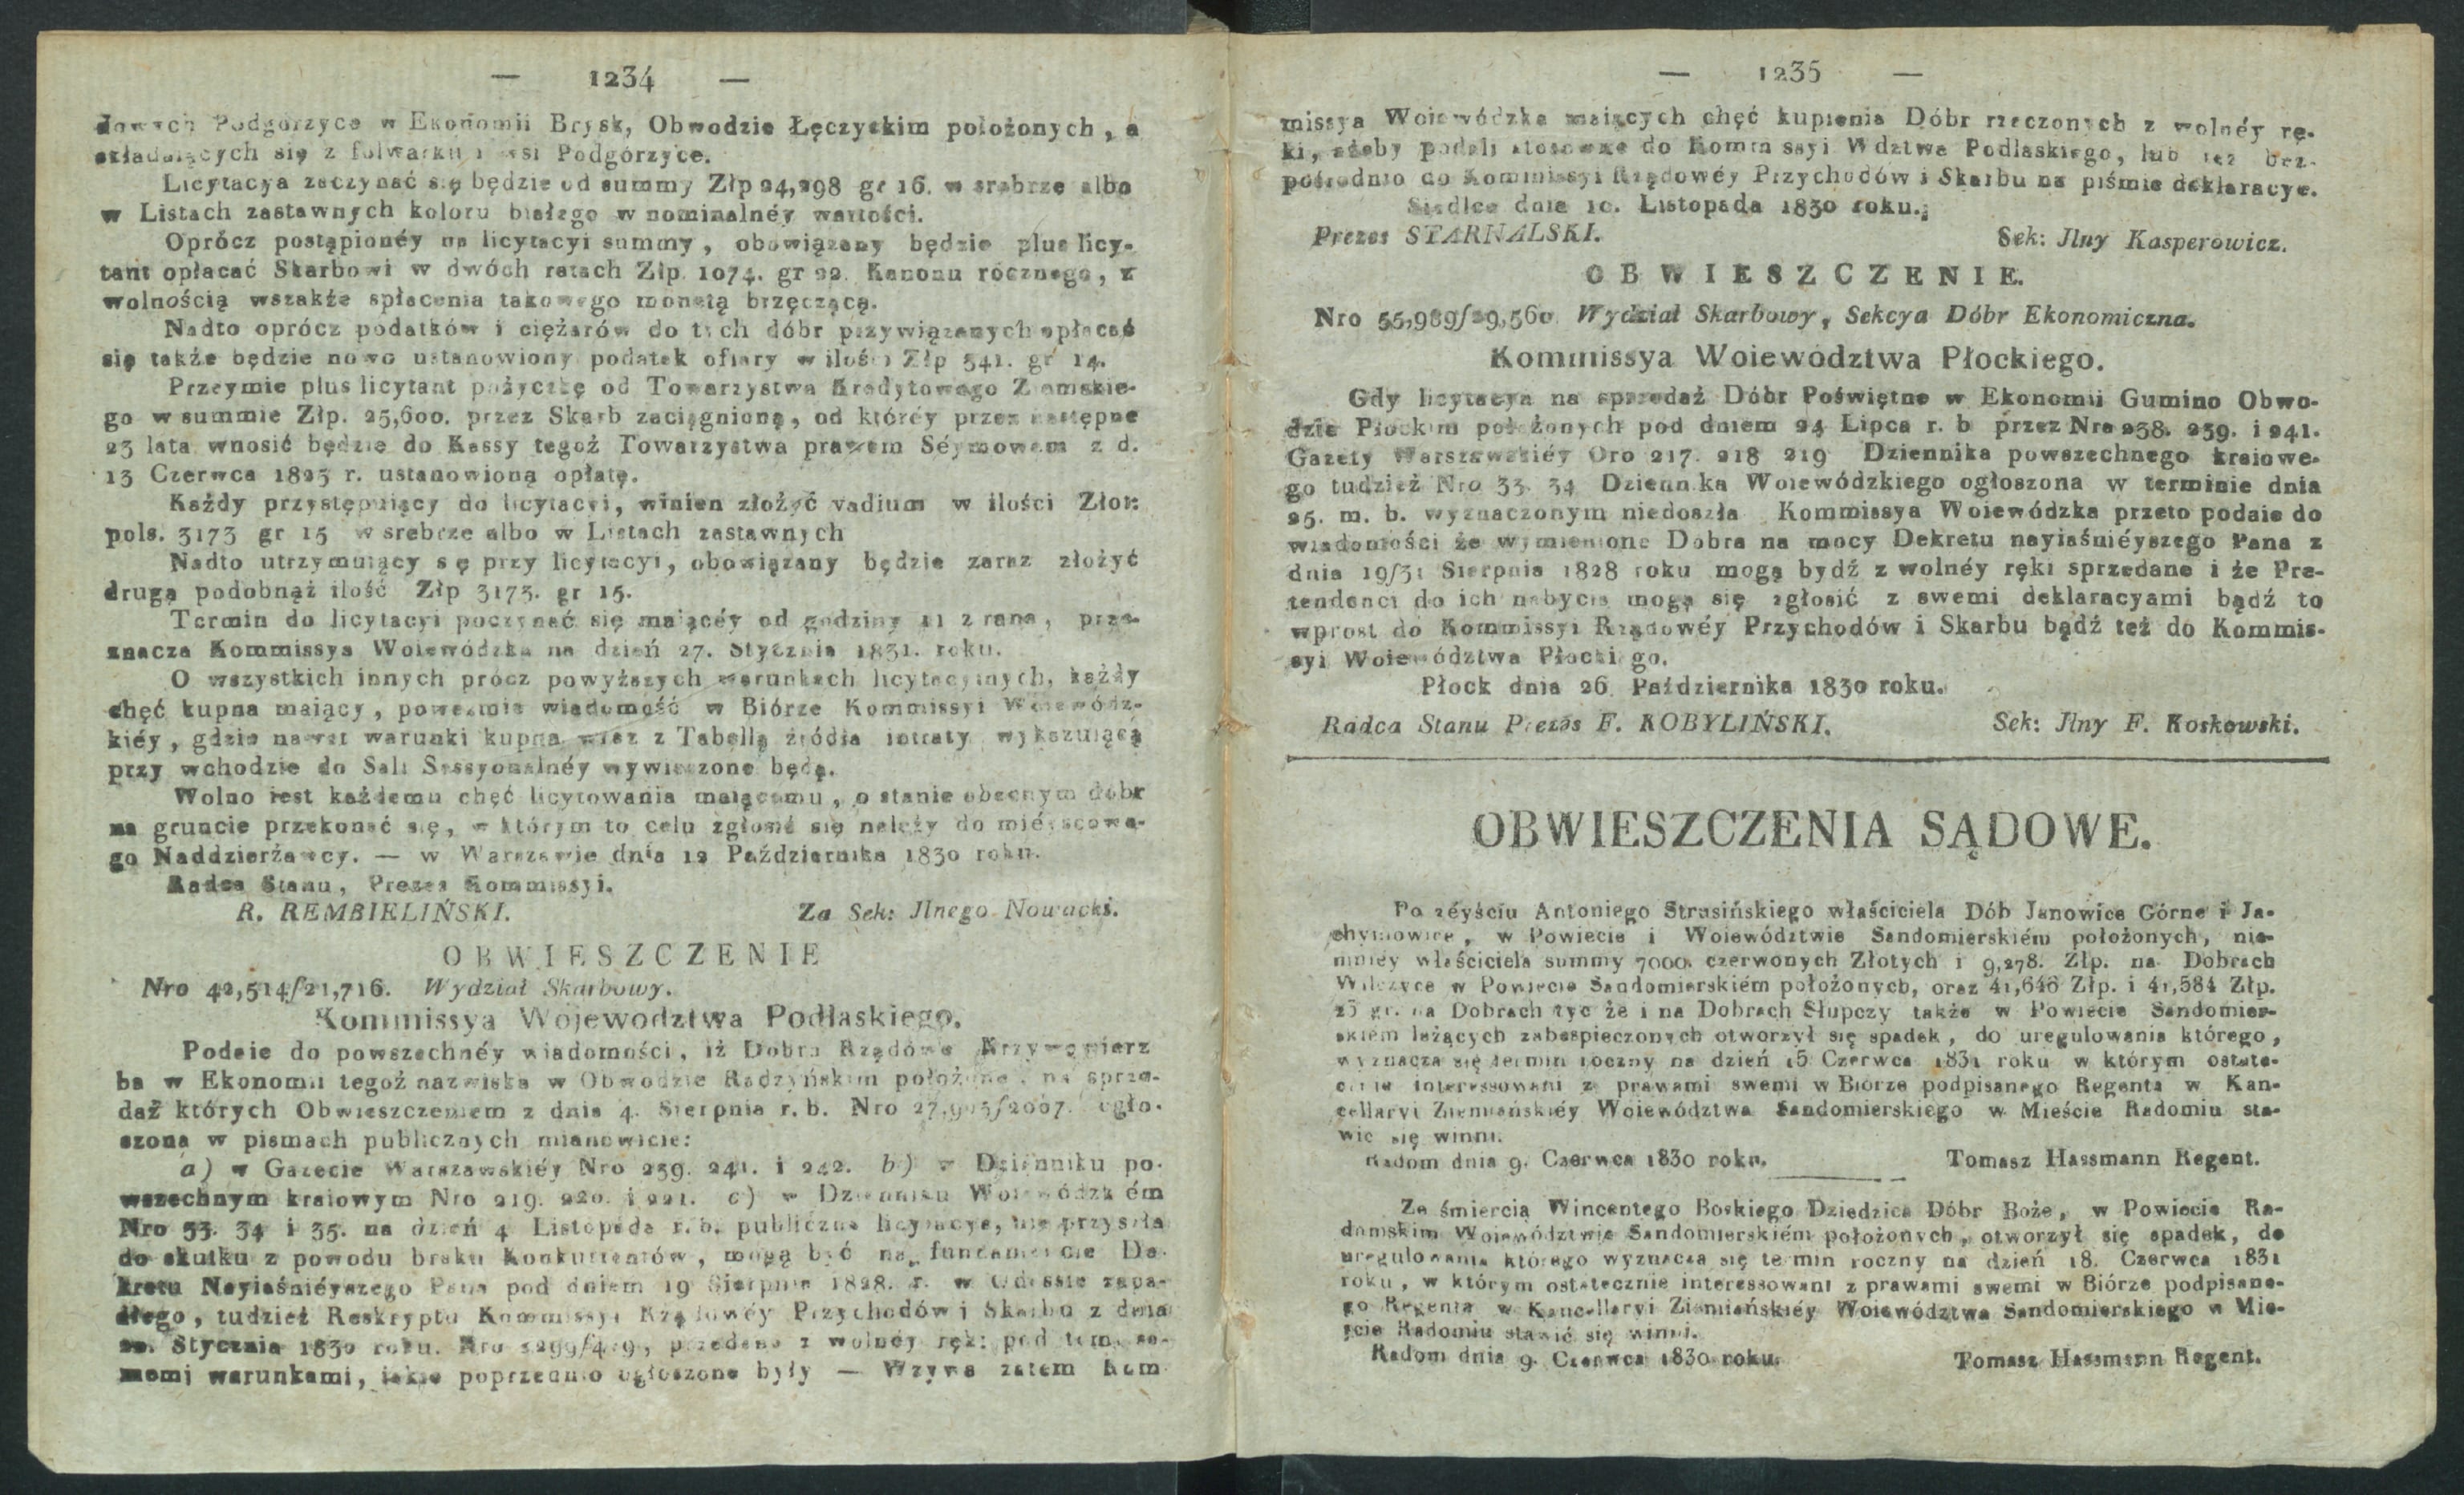 — 1234 —
Podgorzyce w Ekonomii Brysk, Obwodzie Łęczyckim położonych, a
składaiących się z folwarku i wsi Podgórzyce.
Licytacya zaczynać się będzie od summy Złp 24,298 gr 16. w srebrze albo
w Listach zastawnych koloru białego w nominalnéy wartości.
Oprócz postąpionéy na licytacyi summy, obowiązany będzie plus licy-
tant opłacać Skarbowi w dwóch ratach Złp. 1074. gr 22. Kanonu rocznego, z
wolnością wszakże spłacenia takowego monetą brzęczącą.
Nadto oprócz podatków i ciężarów do tych dóbr przywiązanych opłacać
się także będzie nowo ustanowiony podatek ofiary w ilości Złp 541. gr 14.
Przeymie plus licytant pożyczkę od Towarzystwa Kredytowego Ziemskie-
go w summie Złp. 25,600. przez Skarb zaciągnioną, od któréy przez następne
23 lata wnosić będzie do Kassy tegoż Towarzystwa prawem Séymowem z d.
13 Czerwca 1825 r. ustanowioną opłatę.
Każdy przystępuiący do licytacyi, winien złożyć vadium w ilości Złot:
pols. 3173 gr 15 w srebrze albo w Listach zastawnych
Nadto utrzymuiący się przy licytacyi, obowiązany będzie zaraz złożyć
drugą podobnąż ilość Złp 3173. gr 15.
Termin do licytacyi poczynać się maiącéy od godziny 11 z rana, prze-
znacza Kommissya Woiewódzka na dzień 27. Stycznia 1831. roku.
O wszystkich innych prócz powyższych warunkach licytacyinych, każdy
chęć kupna maiący, poweźmie wiadomość w Biórze Kommissyi Woiewódz-
kiéy, gdzie nawet warunki kupna wraz z Tabellą źródła intraty wykazuiącą
przy wchodzie do Sali Sessyonalnéy wywieszone będą.
Wolno iest każdemu chęć licytowania maiącemu, o stanie obecnym dóbr
na gruncie przekonać się, w którym to celu zgłosić się należy do mieyscowe-
go Naddzierżawcy. — w Warszawie dnia 12 Października 1830 roku.
Radca Stanu, Prezes Kommissyi.
R. REMBIELIŃSKI. Za Sek: Jlnego Nowacki.
OBWIESZCZENIE
Nro 42,514/21,716. Wydział Skarbowy.
Kommissya Wojewodztwa Podlaskiego.
Podaie do powszechnéy wiadomości, iż Dobra Rządowe Krzywowierz
ba w Ekonomii tegoż nazwiska w Obwodzie Radzyńskim położone, na sprze-
daż których Obwieszczeniem z dnia 4. Sierpnia r. b. Nro ogło-
szona w pismach publicznych mianowicie:
a) w Gazecie Warszawskiéy Nro 239. 241. i 242. b) w Dzienniku po-
wszechnym kraiowym Nro 219. 220. i 221. c) w Dzienniku Woiewódzkiém
Nro 33. 34 i 35. na dzień 4 Listopada r. b. publiczna licytacya, nie przyszła
do skutku z powodu braku Konkurrentów, mogą być na fundamencie De-
kretu Nayiaśniéyszego Pana pod dniem 19 Sierpnia 1828. r. w Odessie zapa-
dłego, tudzież Reskryptu Kommissyi Rządowéy Przychodów i Skarbu z dnia
Stycznia 1830 roku. Nro przedane z wolnéy ręki pod tymi sa-
memi warunkami, iakie poprzednio ogłoszone były — Wzywa zatem Kom-
— 1235 —
missya Woiewódzka maiących chęć kupienia Dóbr rzeczonych z wolnéy rę-
ki, ażeby podali stosowne do Kommissyi Wdztwa Podlaskiego, lub też bez-
pośrednio do Kommissyi Rządowéy Przychodów i Skarbu na piśmie deklaracye.
Siedlce dnia 10. Listopada 1830 roku.
Prezes STARNALSKI. Sek: Jlny Kasperowicz.
OBWIESZCZENIE.
Nro 55,989/29,560 Wydział Skarbowy, Sekcya Dóbr Ekonomiczna.
Kommissya Woiewodztwa Płockiego.
Gdy licytacya na sprzedaż Dóbr Poświętne w Ekonomii Gumino Obwo-
dzie Płockim położonych pod dniem 24 Lipca r. b przez Nra 238. 239. i 241.
Gazety Warszawskiéy Oro 217. 218 219 Dziennika powszechnego kraiowe-
go tudzież Nro 33. 34 Dziennika Woiewódzkiego ogłoszona w terminie dnia
25. m. b. wyznaczonym niedoszła Kommissya Woiewódzka przeto podaie do
wiadomości że wymienione Dobra na mocy Dekretu nayiaśniéyszego Pana z
dnia 19/31 Sierpnia 1828 roku mogą bydź z wolnéy ręki sprzedane i że Pre-
tendenci do ich nabycia mogą się zgłosić z swemi deklaracyami bądź to
wprost do Kommissyi Rządowéy Przychodów i Skarbu bądź też do Kommis-
syi Woiewództwa Płockiego.
Płock dnia 26 Października 1830 roku.
Radca Stanu Prezes F. KOBYLIŃSKI. Sek: Jlny F. Koskowski.
OBWIESZCZENIA SĄDOWE.
Po zéyściu Antoniego Strusińskiego właściciela Dób Janowice Górne i Ja-
chymowice, w Powiecie i Woiewództwie Sandomierskiém położonych, nie-
mniéy właściciela summy 7000. czerwonych Złotych i 9,278. Złp. na Dobrach
Wilczyce w Powiecie Sandomierskiém położonych, oraz 41,646 Złp. i 41,584 Złp.
25 gr. na Dobrach tyc że i na Dobrach Słupczy także w Powiecie Sandomier-
skiem leżących zabespieczonych otworzył się spadek, do uregulowania którego,
wyznacza się termin roczny na dzień 15 Czerwca 1831 roku w którym ostate-
cznie interessowani z prawami swemi w Biórze podpisanego Regenta w Kan-
cellaryi Ziemiańskiéy Woiewództwa Sandomierskiego w Mieście Radomiu sta-
wić się winni.
Radom dnia 9. Czerwca 1830 roku. Tomasz Hassmann Regent.
Ze śmiercią Wincentego Boskiego Dziedzica Dóbr Boże, w Powiecie Ra-
domskim Woiewództwie Sandomierskiém położonych, otworzył się spadek, do
uregulowania którego wyznacza się termin roczny na dzień 18. Czerwca 1831
roku, w którym ostatecznie interessowani z prawami swemi w Biórze podpisane-
go Regenta w Kancellaryi Ziemiańskiéy Woiewództwa Sandomierskiego w Mie-
ście Radomiu stawić się winni.
Radom dnia 9. Czerwca 1830 roku. Tomasz Hassmann Regent.